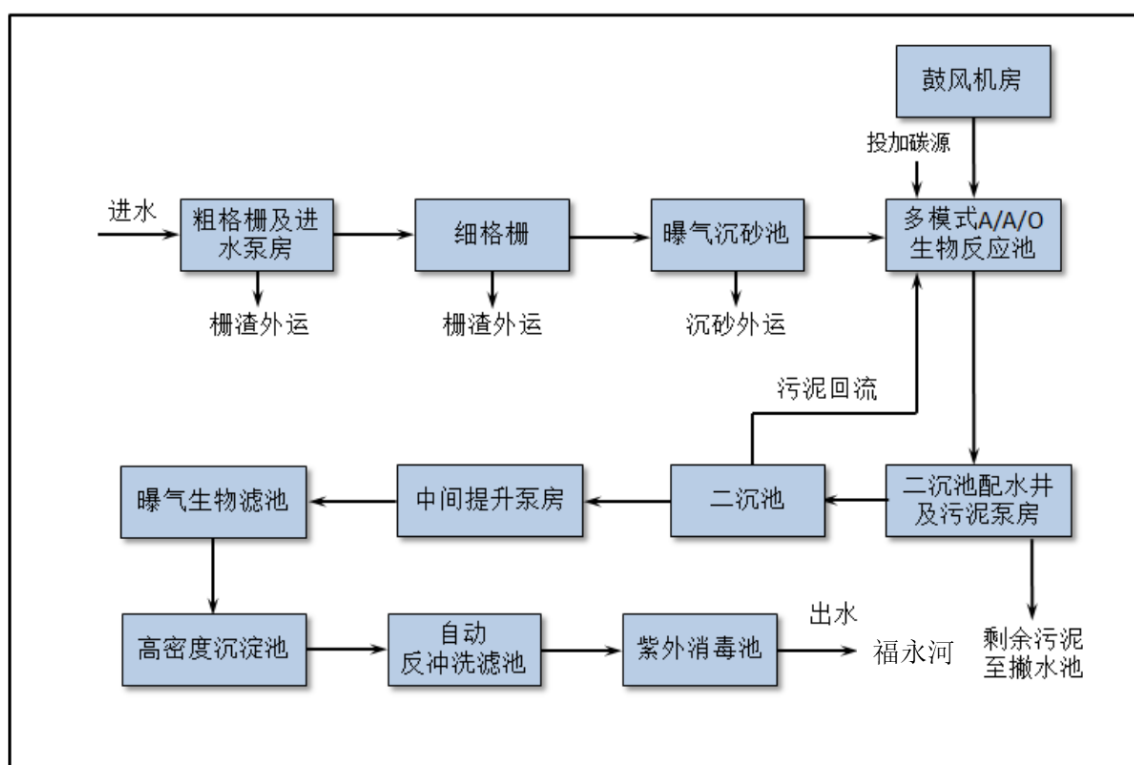 鼓风机房
投加碳源
进水
粗格栅及进
水泵房
细格栅
曝气沉砂池
多模式A/A/O
生物反应池
栅渣外运
栅渣外运
沉砂外运
污泥回流
曝气生物滤池
中间提升泵房
二沉池
二沉池配水井
及污泥泵房
高密度沉淀池
自动
反冲洗滤池
紫外消毒池
出水
福永河
剩余污泥
至撇水池